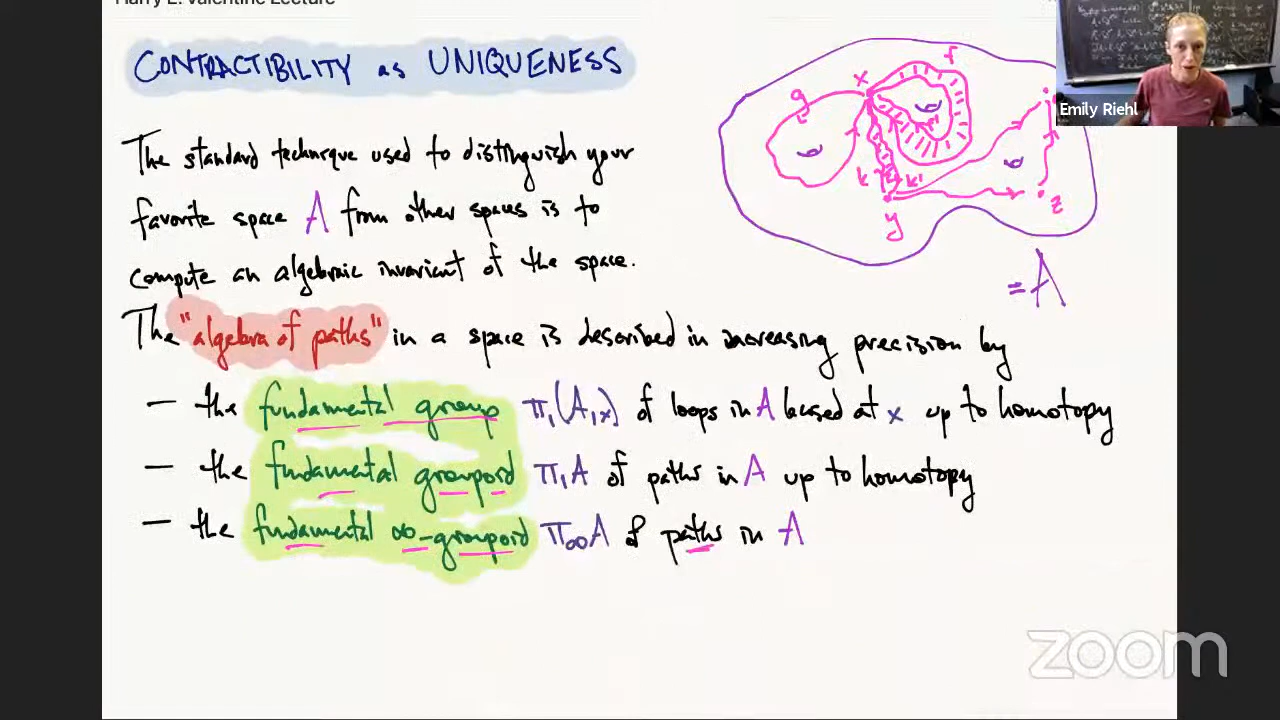 Harry E. Valentine Lecture
CONTRACTIBILITY as UNIQUENESS
The standard technique used to distinguish your
favorite space A from other spaces is to
compute an algebraic invariant of the space.
The "algebra of paths" in a space is described in increasing precision by
— the fundamental group π₁(A,x) of loops in A based at x up to homotopy
— the fundamental groupoid π₁A of paths in A up to homotopy
— the fundamental ∞-groupoid π∞A of paths in A
g
x
f
k
k'
y
z
= A
Emily Riehl
zoom